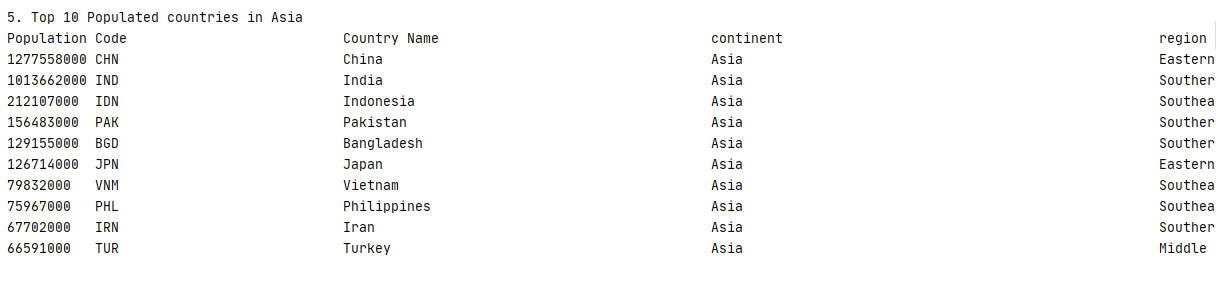 5. Top 10 Populated countries in Asia
Population Code Country Name continent region
1277558000 CHN China Asia Eastern
1013662000 IND India Asia Souther
212107000 IDN Indonesia Asia Southea
156483000 PAK Pakistan Asia Souther
129155000 BGD Bangladesh Asia Souther
126714000 JPN Japan Asia Eastern
79832000 VNM Vietnam Asia Southea
75967000 PHL Philippines Asia Southea
67702000 IRN Iran Asia Souther
66591000 TUR Turkey Asia Middle